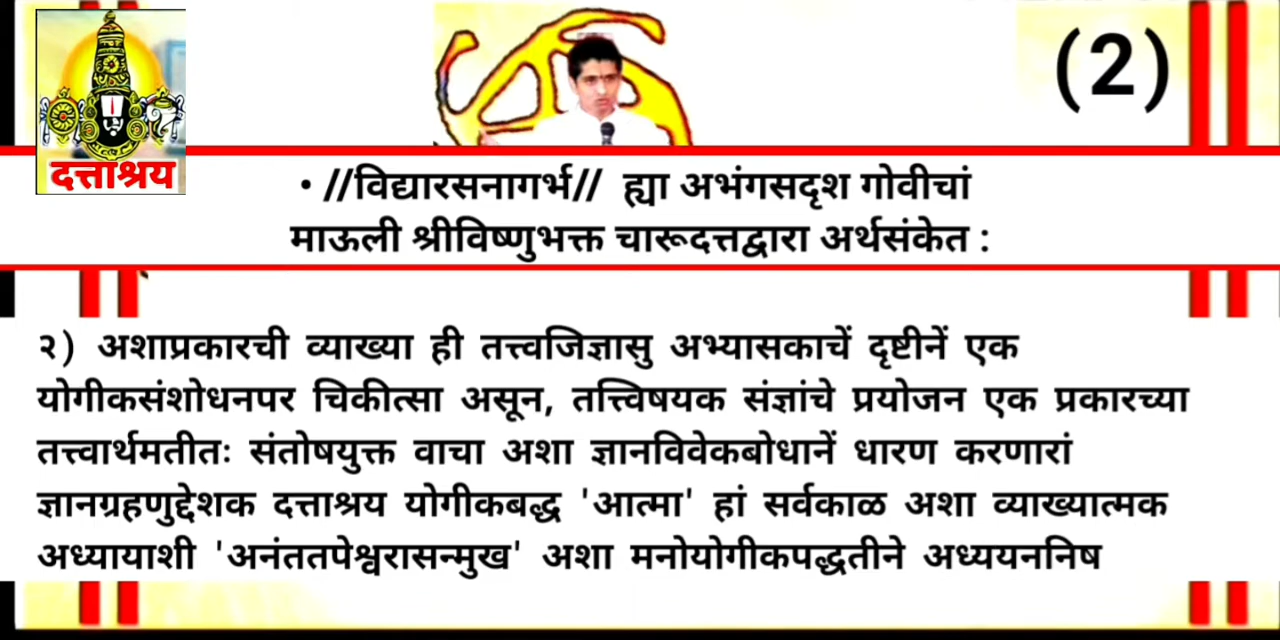 दत्ताश्रय
(2)
• //विद्यारसनागर्भ// ह्या अभंगसदृश गोवीचां
माऊली श्रीविष्णुभक्त चारूदत्तद्वारा अर्थसंकेत :
२) अशाप्रकारची व्याख्या ही तत्त्वजिज्ञासु अभ्यासकाचें दृष्टीनें एक
योगीकसंशोधनपर चिकीत्सा असून, तत्त्विषयक संज्ञांचे प्रयोजन एक प्रकारच्या
तत्त्वार्थमतीतः संतोषयुक्त वाचा अशा ज्ञानविवेकबोधानें धारण करणारां
ज्ञानग्रहणुद्देशक दत्ताश्रय योगीकबद्ध 'आत्मा' हां सर्वकाळ अशा व्याख्यात्मक
अध्यायाशी 'अनंततपेश्वरासन्मुख' अशा मनोयोगीकपद्धतीने अध्ययननिष